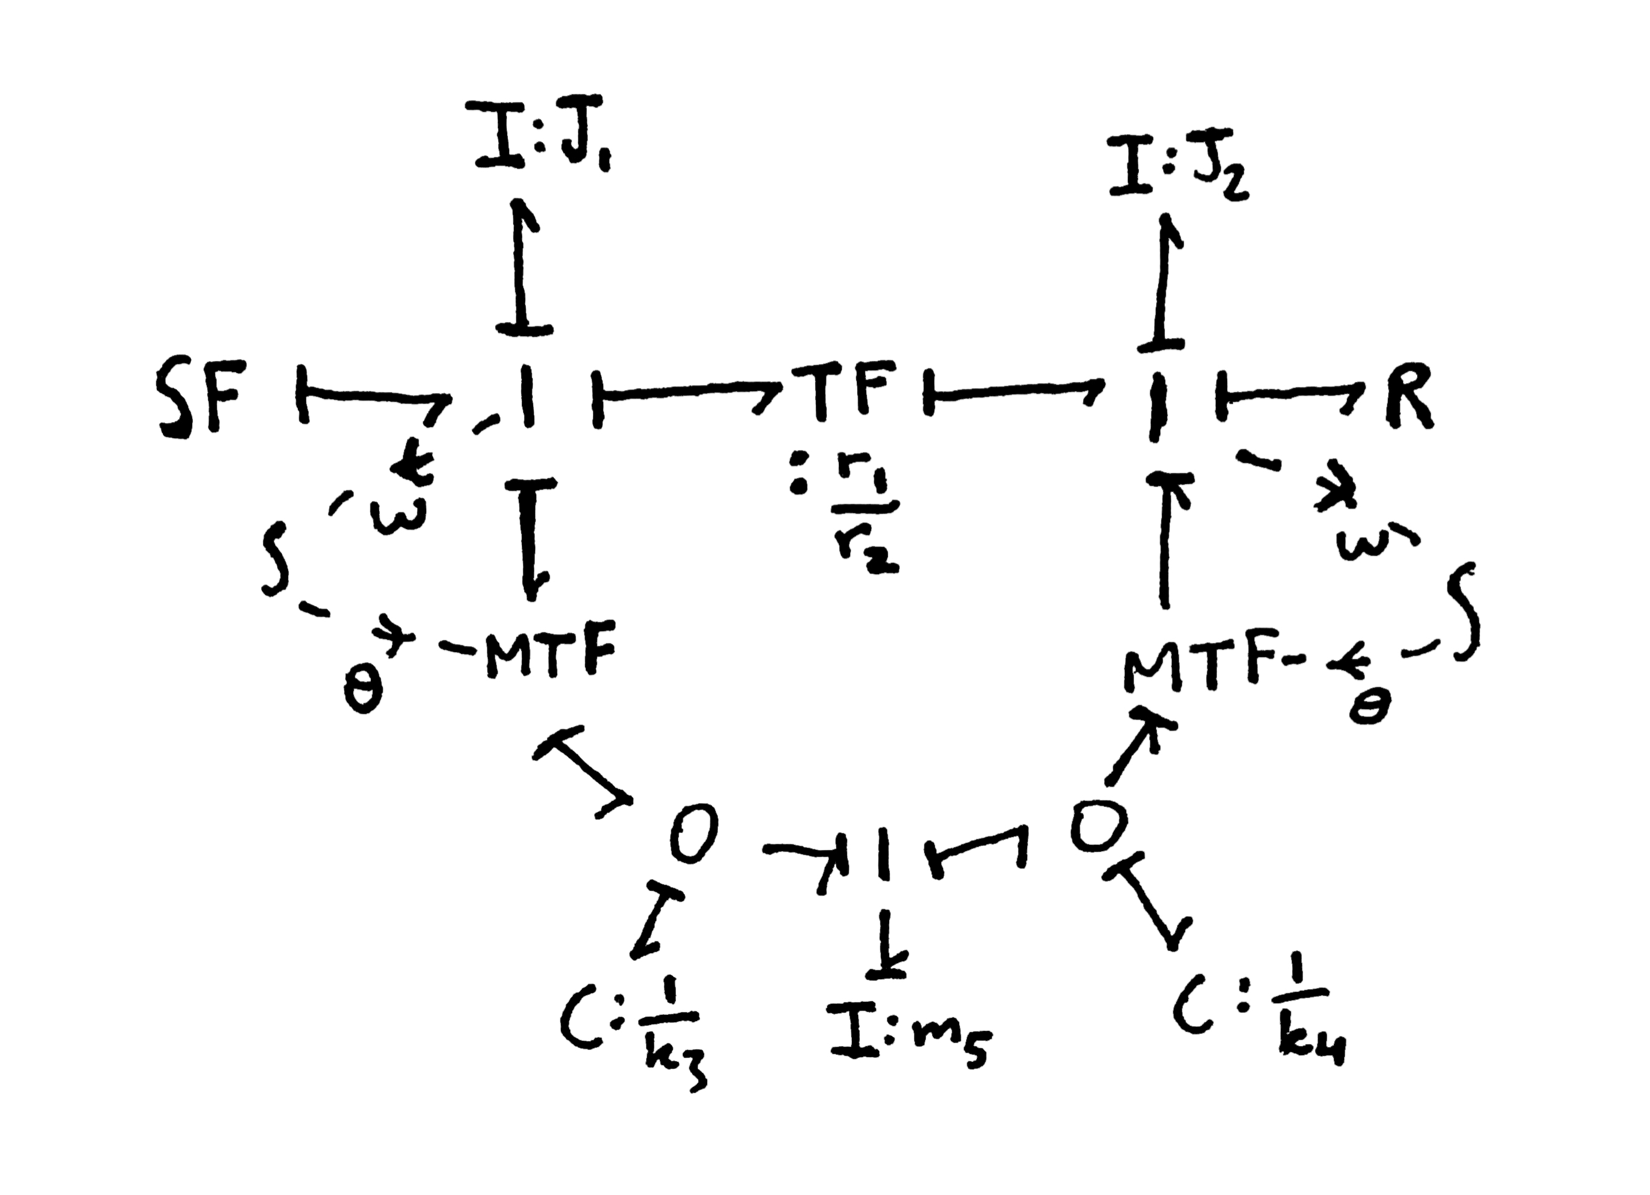 I:J₁
I:J₂
SF 1 TF 1 R
:r₁/r₂
ω
ω
∫
∫
θ
MTF
MTF
θ
0 1 0
C:1/k₃
I:m₅
C:1/k₄